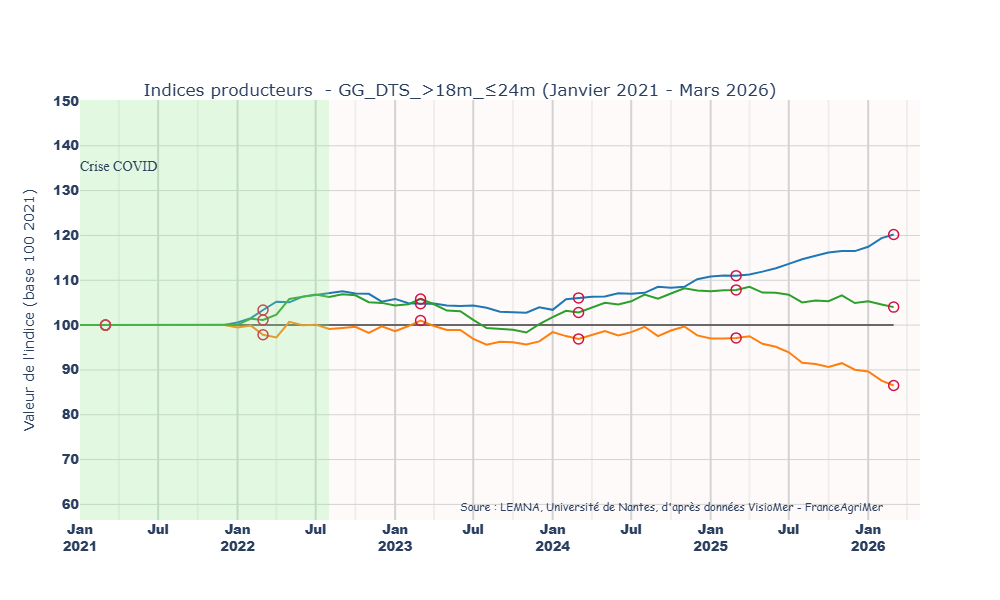 Indices producteurs - GG_DTS_>18m_≤24m (Janvier 2021 - Mars 2026)
Valeur de l'indice (base 100 2021)
150
140
Crise COVID
130
120
110
100
90
80
70
60
Soure : LEMNA, Université de Nantes, d'après données VisioMer - FranceAgriMer
Jan Jul Jan Jul Jan Jul Jan Jul Jan Jul Jan
2021 2022 2023 2024 2025 2026